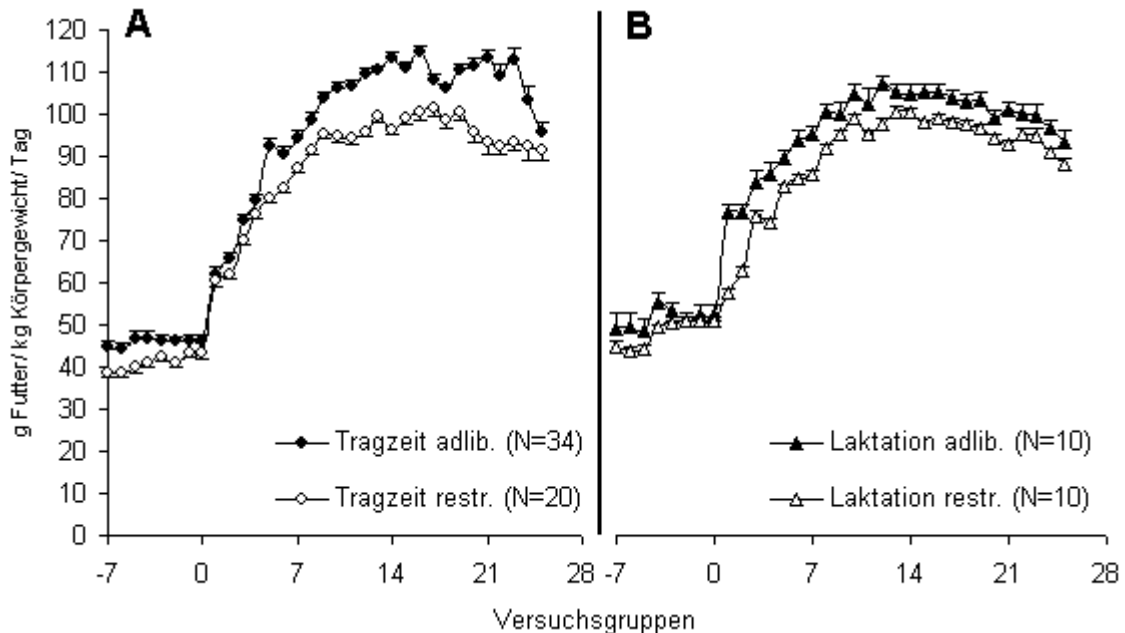 A
B
g Futter/ kg Körpergewicht/ Tag
120
110
100
90
80
70
60
50
40
30
20
10
0
Tragzeit adlib. (N=34)
Tragzeit restr. (N=20)
Laktation adlib. (N=10)
Laktation restr. (N=10)
-7 0 7 14 21 28
-7 0 7 14 21 28
Versuchsgruppen